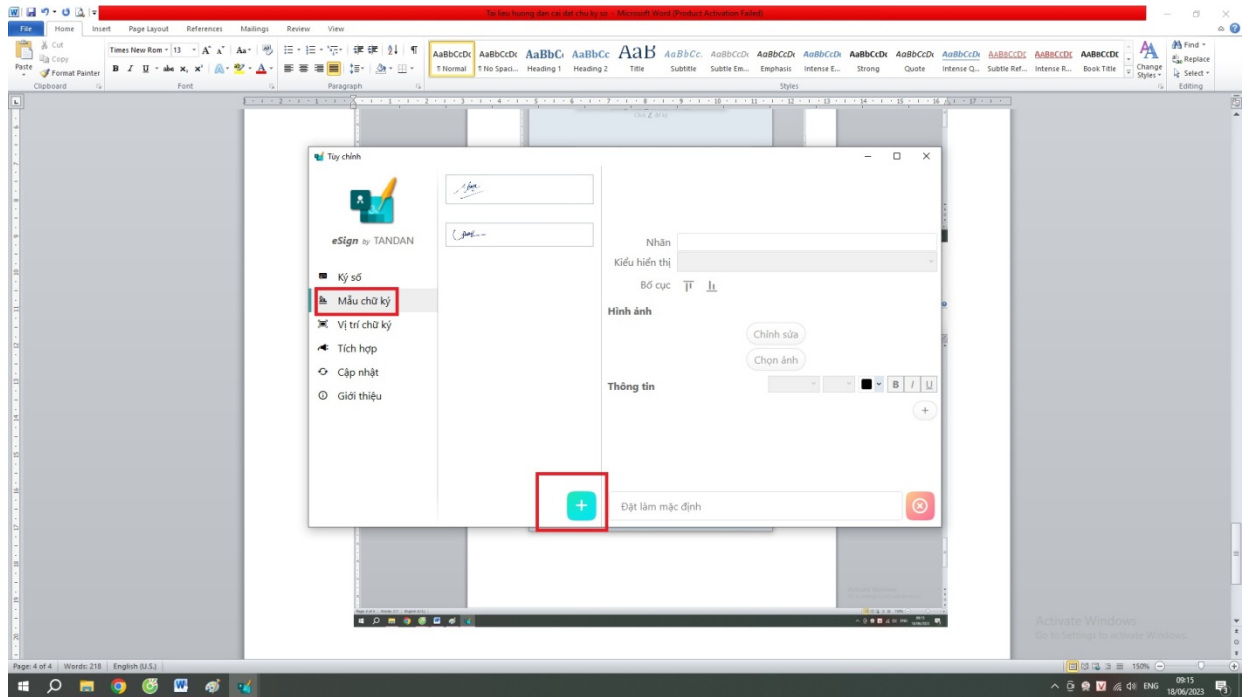 Tai lieu huong dan cai dat chu ky so - Microsoft Word (Product Activation Failed)
File Home Insert Page Layout References Mailings Review View
Cut
Copy
Format Painter
Paste
Times New Rom 13
Clipboard Font Paragraph Styles Editing
AaBbCcDc AaBbCcDc AaBbC AaBbCc AaB AaBbCc. AaBbCcDc AaBbCcDc AaBbCcDc AaBbCcDc AaBbCcDc AaBbCcDc AaBbCcDc AaBbCcDc AaBbCcDc
¶ Normal ¶ No Spaci... Heading 1 Heading 2 Title Subtitle Subtle Em... Emphasis Intense E... Strong Quote Intense Q... Subtle Ref... Intense R... Book Title
Change Styles
Find
Replace
Select
Tùy chỉnh
eSign by TANDAN
Ký số
Mẫu chữ ký
Vị trí chữ ký
Tích hợp
Cập nhật
Giới thiệu
Nhãn
Kiểu hiển thị
Bố cục
Hình ảnh
Chỉnh sửa
Chọn ảnh
Thông tin
B I U
+
+
Đặt làm mặc định
Activate Windows
Go to Settings to activate Windows.
Page: 4 of 4 Words: 218 English (U.S.) 150%
ENG
09:15
18/06/2023